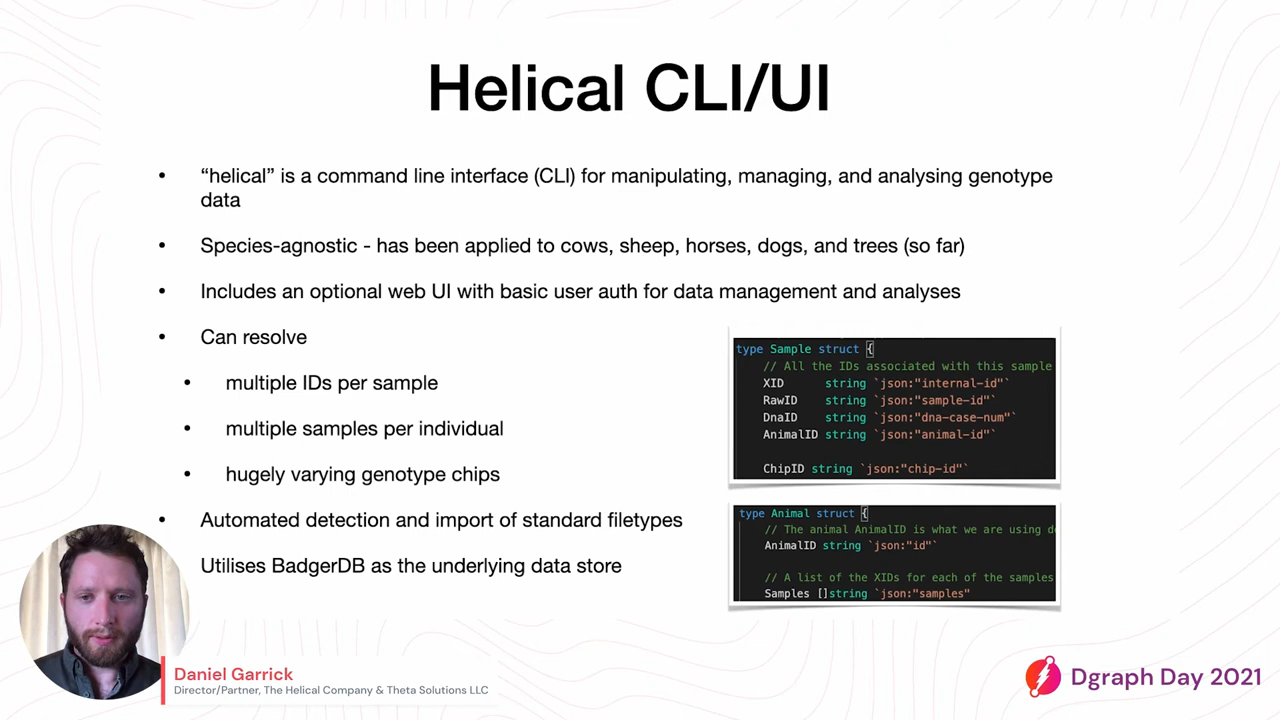 Helical CLI/UI
• “helical” is a command line interface (CLI) for manipulating, managing, and analysing genotype
data
• Species-agnostic - has been applied to cows, sheep, horses, dogs, and trees (so far)
• Includes an optional web UI with basic user auth for data management and analyses
• Can resolve
• multiple IDs per sample
• multiple samples per individual
• hugely varying genotype chips
• Automated detection and import of standard filetypes
Utilises BadgerDB as the underlying data store
type Sample struct {
// All the IDs associated with this sample
XID string `json:"internal-id"`
RawID string `json:"sample-id"`
DnaID string `json:"dna-case-num"`
AnimalID string `json:"animal-id"`
ChipID string `json:"chip-id"`
type Animal struct {
// The animal AnimalID is what we are using
AnimalID string `json:"id"`
// A list of the XIDs for each of the samples
Samples []string `json:"samples"
Daniel Garrick
Director/Partner, The Helical Company & Theta Solutions LLC
Dgraph Day 2021